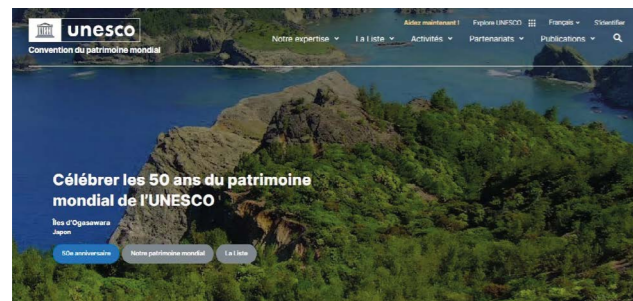 unesco
Convention du patrimoine mondial
Aidez maintenant ! Explore UNESCO Français S'identifier
Notre expertise La Liste Activités Partenariats Publications
Célébrer les 50 ans du patrimoine
mondial de l'UNESCO
Îles d'Ogasawara
Japon
50e anniversaire Notre patrimoine mondial La Liste